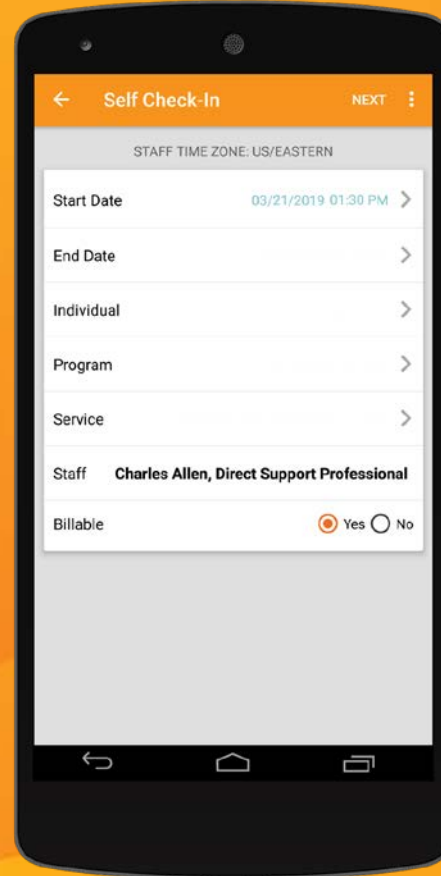 Self Check-In NEXT
STAFF TIME ZONE: US/EASTERN
Start Date 03/21/2019 01:30 PM
End Date
Individual
Program
Service
Staff Charles Allen, Direct Support Professional
Billable Yes No